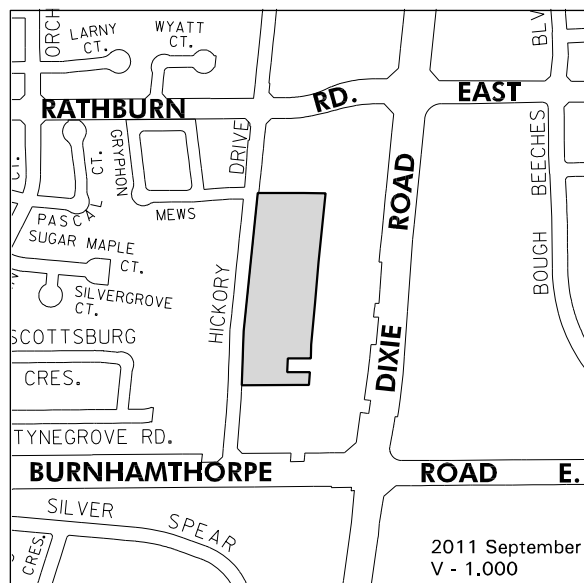 ORCH
LARNY
CT.
WYATT
CT.
BLV
RATHBURN
RD.
EAST
CT.
GRYPHON
PASCAL CT.
MEWS
DRIVE
HICKORY
ROAD
DIXIE
BOUGH BEECHES
SUGAR MAPLE
CT.
SILVERGROVE
CT.
SCOTTSBURG
CRES.
TYNEGROVE RD.
BURNHAMTHORPE
ROAD
E.
SILVER
SPEAR
CRES.
2011 September
V - 1.000